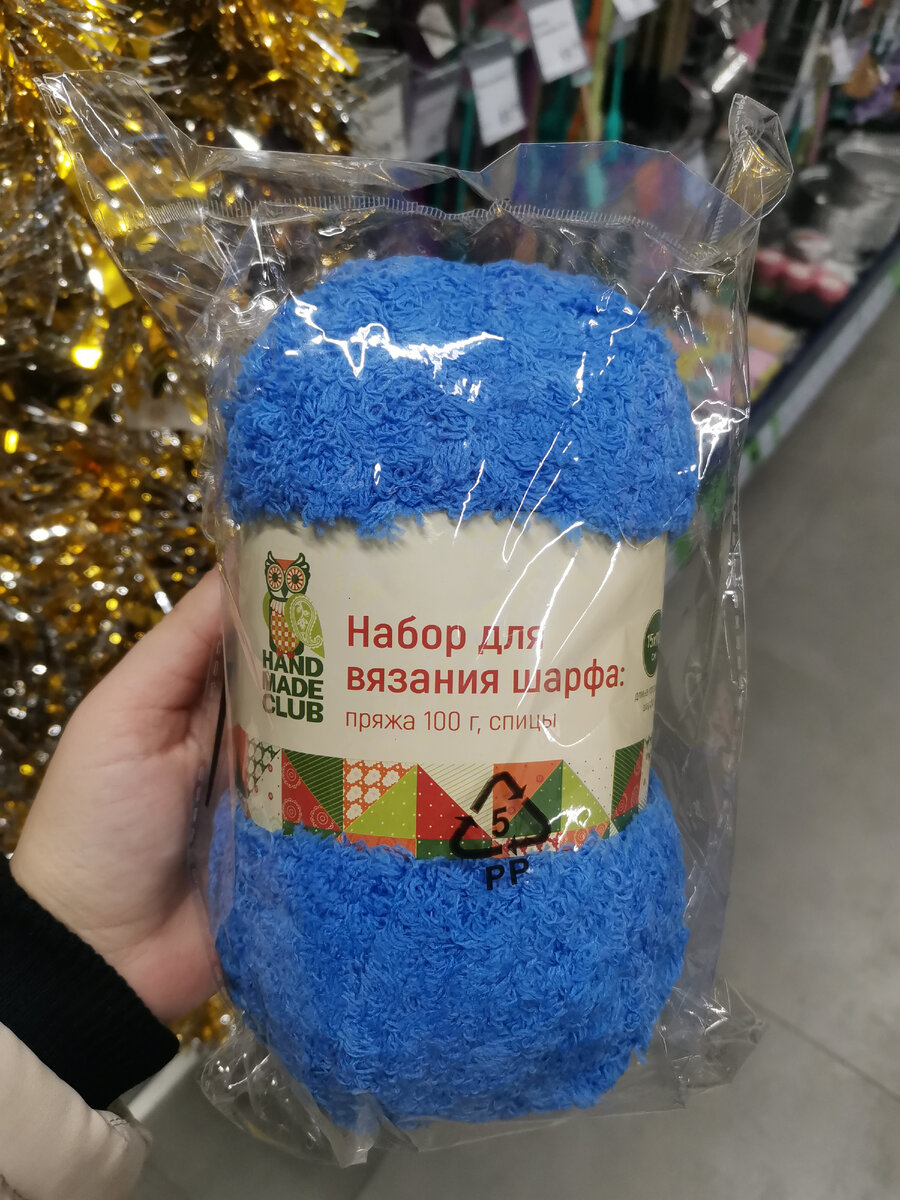 HAND
MADE
CLUB
Набор для
вязания шарфа:
пряжа 100 г, спицы
5
PP